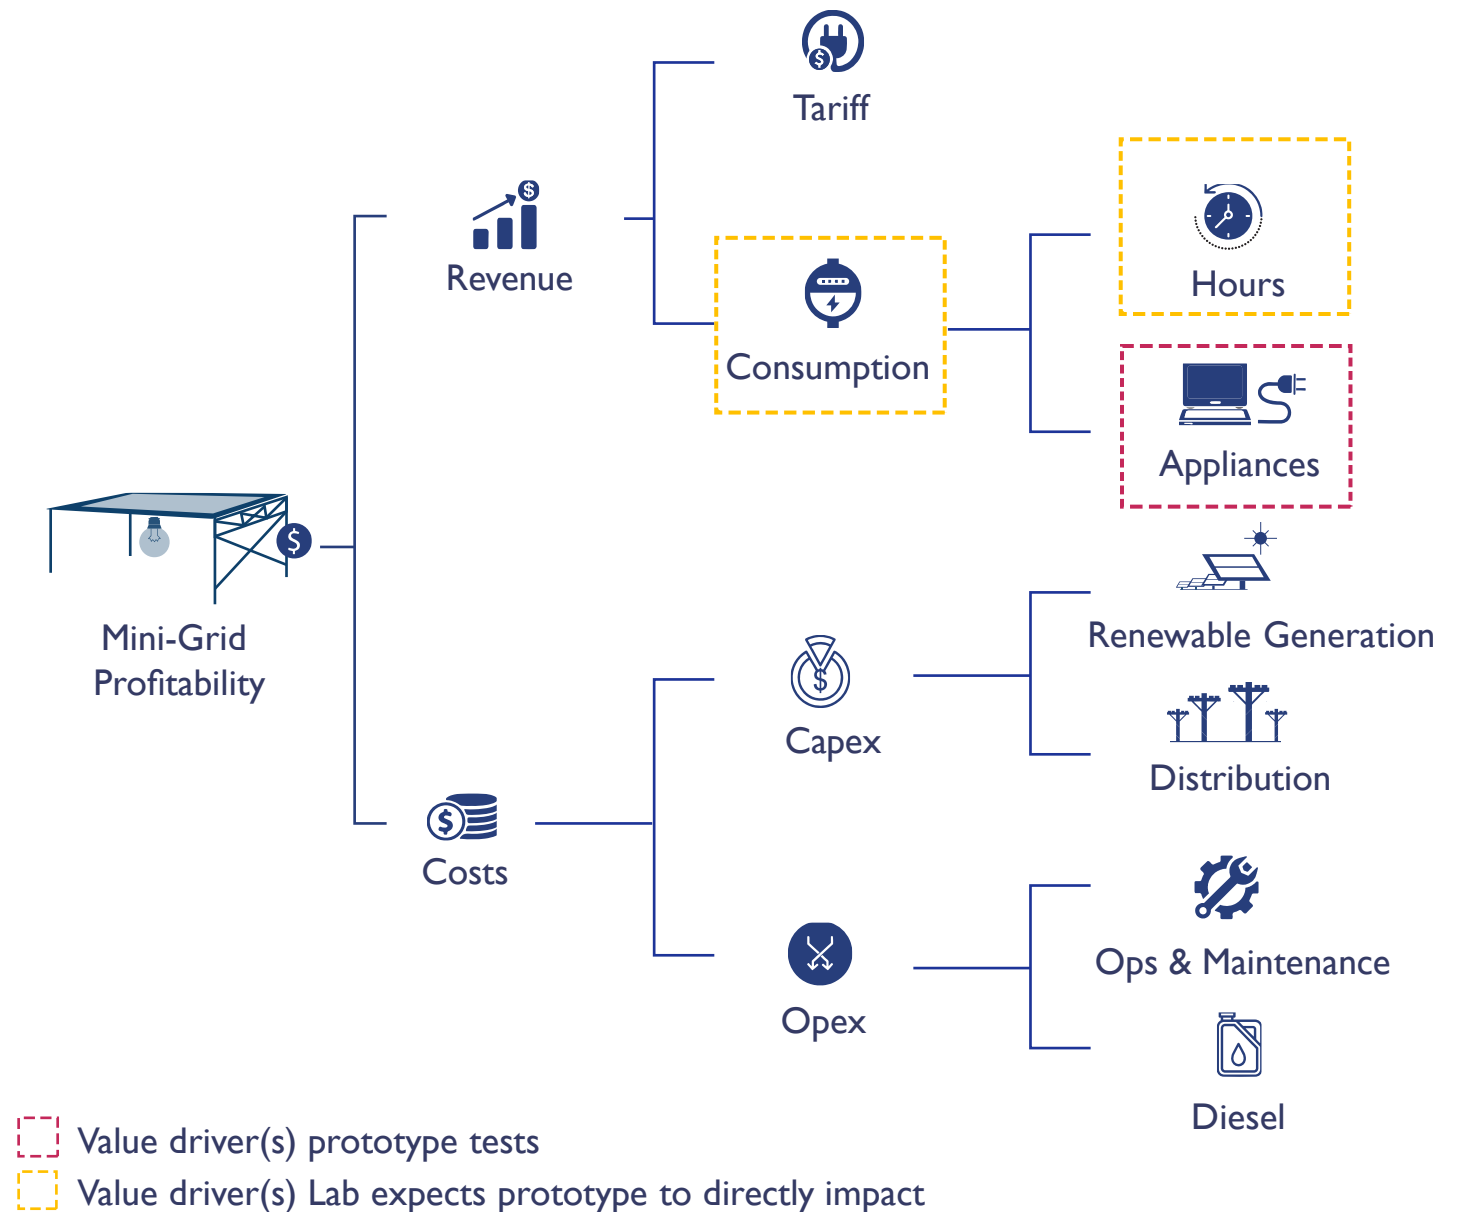 Tariff
Revenue
Consumption
Hours
Appliances
$
Mini-Grid
Profitability
Renewable Generation
Capex
Distribution
Costs
Ops & Maintenance
Opex
Diesel
Value driver(s) prototype tests
Value driver(s) Lab expects prototype to directly impact